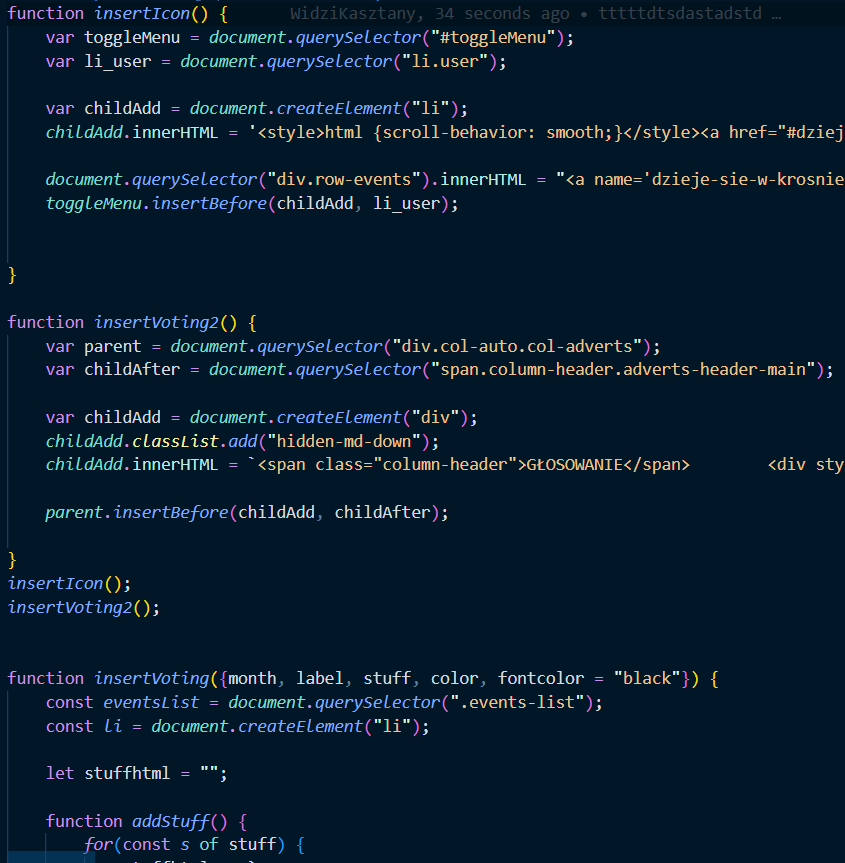 function insertIcon() {      WidziKasztany, 34 seconds ago • tttttdtsdastadstd …
    var toggleMenu = document.querySelector("#toggleMenu");
    var li_user = document.querySelector("li.user");
    var childAdd = document.createElement("li");
    childAdd.innerHTML = '<style>html {scroll-behavior: smooth;}</style><a href="#dziej
    document.querySelector("div.row-events").innerHTML = "<a name='dzieje-sie-w-krosnie
    toggleMenu.insertBefore(childAdd, li_user);
}
function insertVoting2() {
    var parent = document.querySelector("div.col-auto.col-adverts");
    var childAfter = document.querySelector("span.column-header.adverts-header-main");
    var childAdd = document.createElement("div");
    childAdd.classList.add("hidden-md-down");
    childAdd.innerHTML = `<span class="column-header">GŁOSOWANIE</span>        <div sty
    parent.insertBefore(childAdd, childAfter);
}
insertIcon();
insertVoting2();
function insertVoting({month, label, stuff, color, fontcolor = "black"}) {
    const eventsList = document.querySelector(".events-list");
    const li = document.createElement("li");
    let stuffhtml = "";
    function addStuff() {
        for(const s of stuff) {